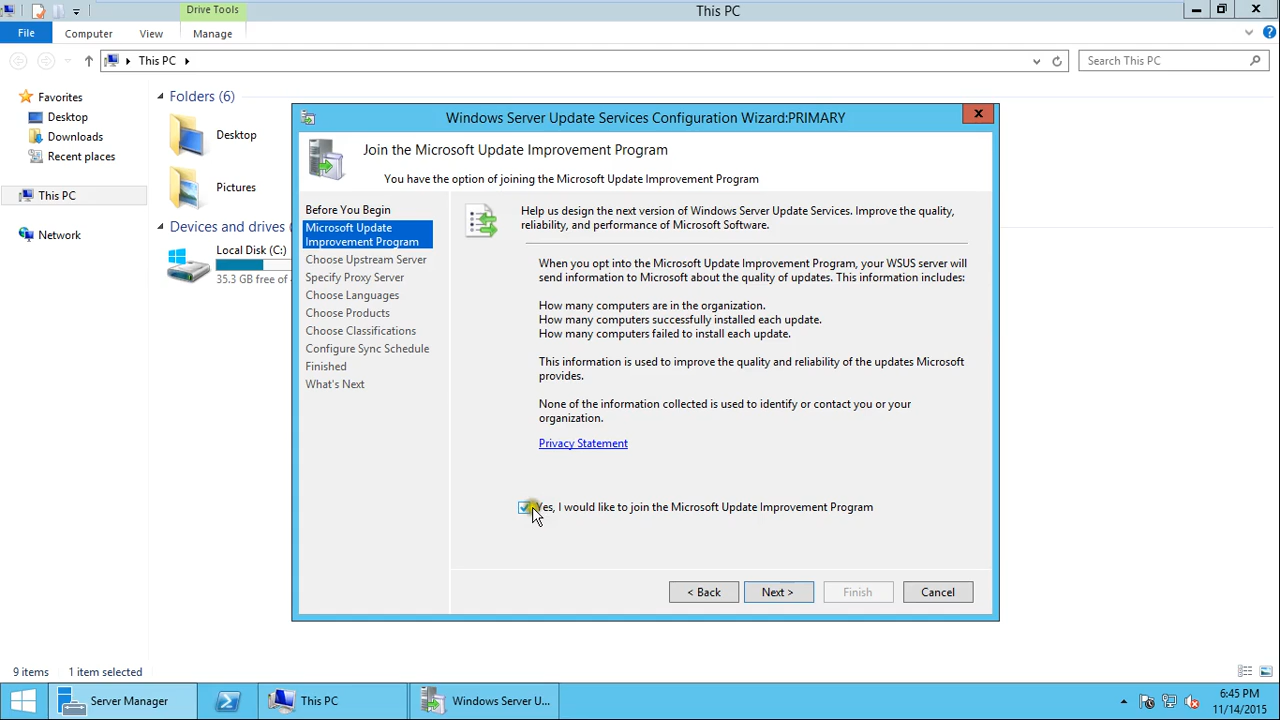 Drive Tools
This PC
File
Computer
View
Manage
This PC
Search This PC
Favorites
Desktop
Downloads
Recent places
This PC
Network
Folders (6)
Desktop
Pictures
Devices and drives (
Local Disk (C:)
35.3 GB free of
Windows Server Update Services Configuration Wizard:PRIMARY
Join the Microsoft Update Improvement Program
You have the option of joining the Microsoft Update Improvement Program
Before You Begin
Microsoft Update
Improvement Program
Choose Upstream Server
Specify Proxy Server
Choose Languages
Choose Products
Choose Classifications
Configure Sync Schedule
Finished
What's Next
Help us design the next version of Windows Server Update Services. Improve the quality,
reliability, and performance of Microsoft Software.
When you opt into the Microsoft Update Improvement Program, your WSUS server will
send information to Microsoft about the quality of updates. This information includes:
How many computers are in the organization.
How many computers successfully installed each update.
How many computers failed to install each update.
This information is used to improve the quality and reliability of the updates Microsoft
provides.
None of the information collected is used to identify or contact you or your
organization.
Privacy Statement
Yes, I would like to join the Microsoft Update Improvement Program
< Back
Next >
Finish
Cancel
9 items
1 item selected
Server Manager
This PC
Windows Server U...
6:45 PM
11/14/2015